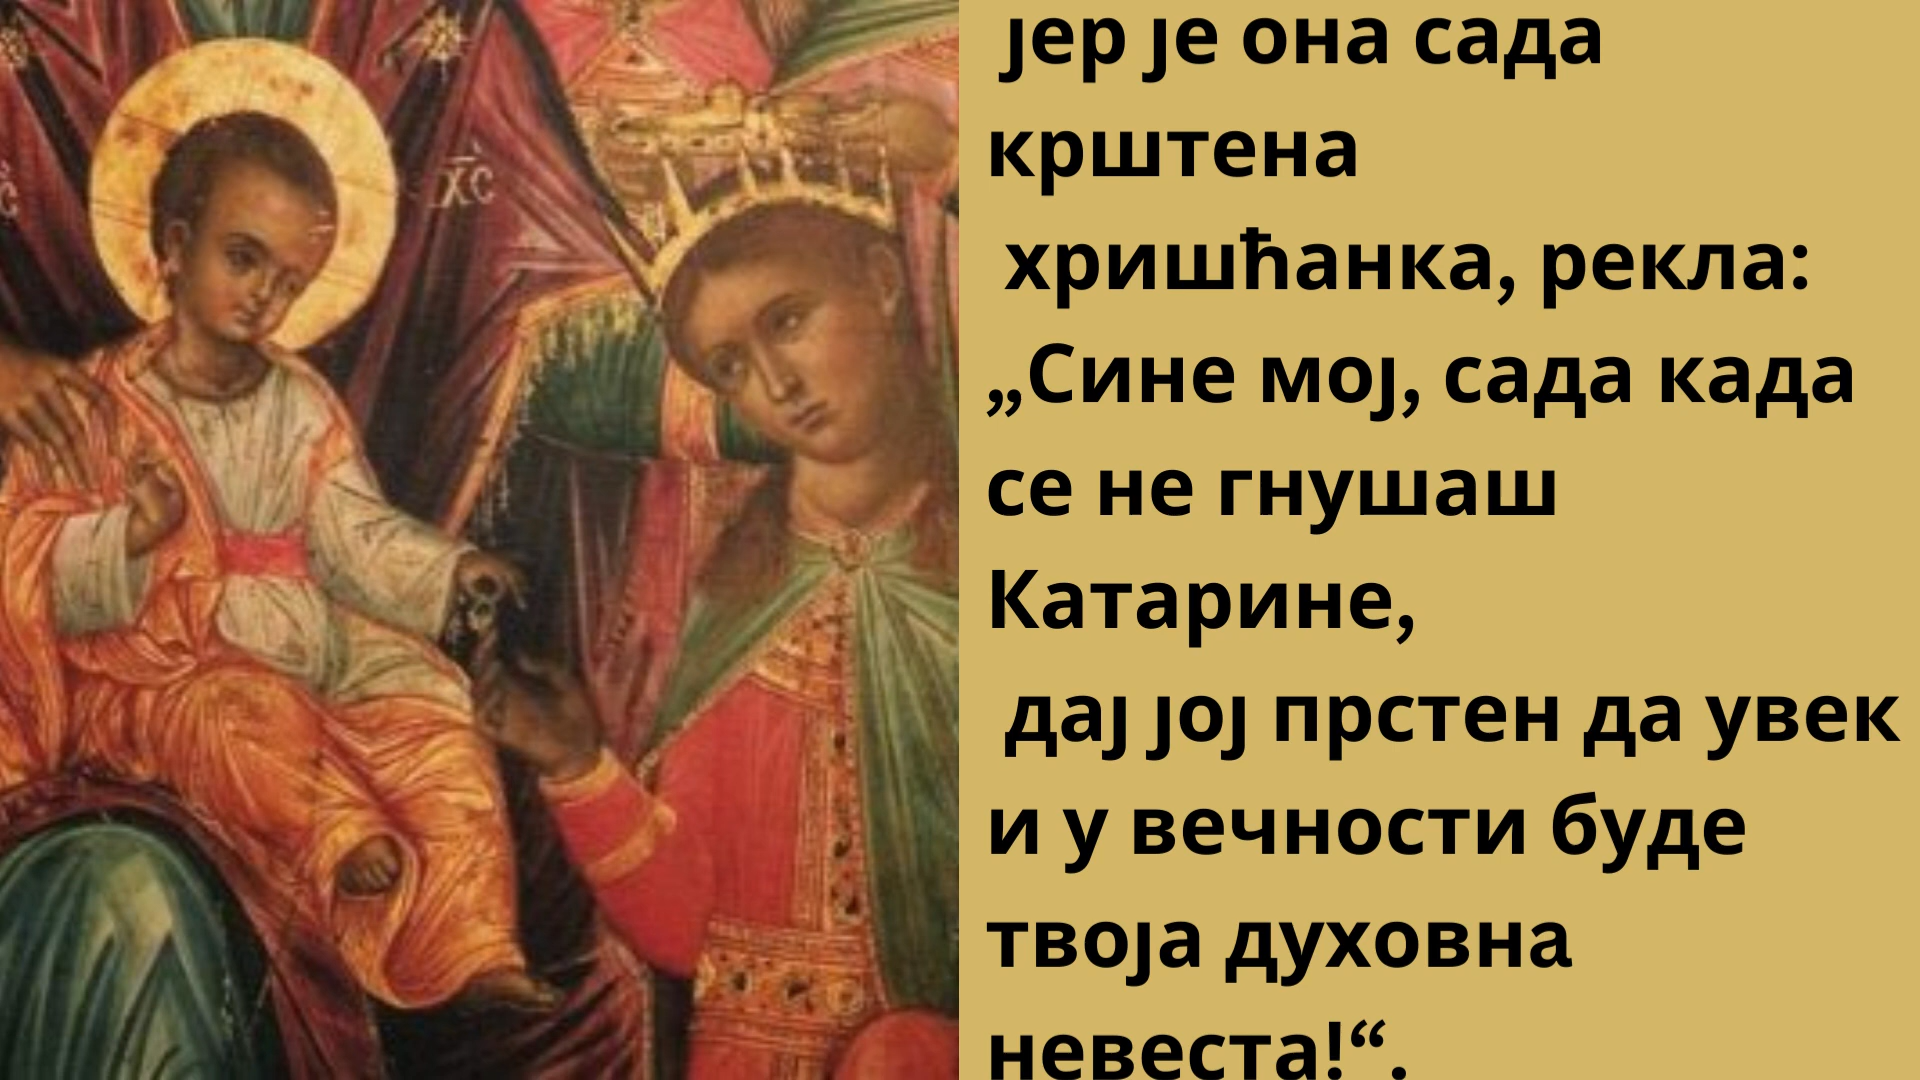 јер је она сада
крштена
хришћанка, рекла:
„Сине мој, сада када
се не гнушаш
Катарине,
дај јој прстен да увек
и у вечности буде
твоја духовна
невеста!“.
ХС